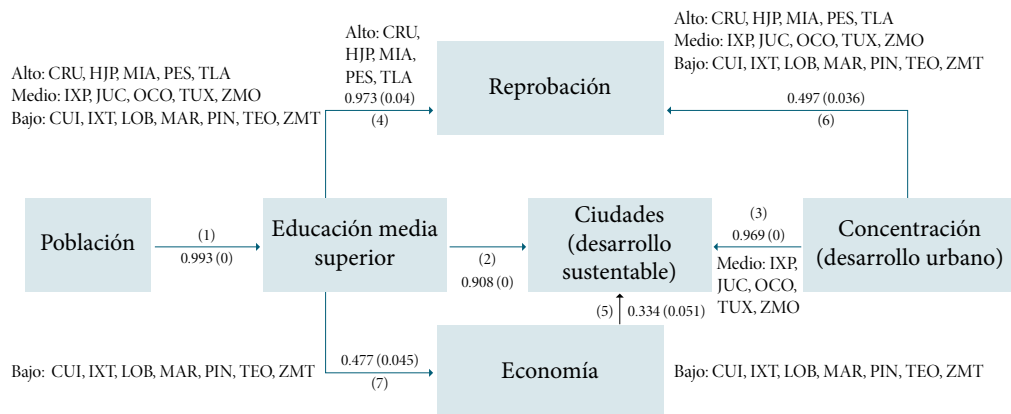 Alto: CRU, HJP, MIA, PES, TLA
Medio: IXP, JUC, OCO, TUX, ZMO
Bajo: CUI, IXT, LOB, MAR, PIN, TEO, ZMT
Alto: CRU,
HJP, MIA,
PES, TLA
0.973 (0.04)
(4)
Reprobación
Alto: CRU, HJP, MIA, PES, TLA
Medio: IXP, JUC, OCO, TUX, ZMO
Bajo: CUI, IXT, LOB, MAR, PIN, TEO, ZMT
0.497 (0.036)
(6)
Población
(1)
0.993 (0)
Educación media
superior
(2)
0.908 (0)
Ciudades
(desarrollo
sustentable)
(3)
0.969 (0)
Medio: IXP,
JUC, OCO,
TUX, ZMO
Concentración
(desarrollo urbano)
(5)
0.334 (0.051)
Bajo: CUI, IXT, LOB, MAR, PIN, TEO, ZMT
0.477 (0.045)
(7)
Economía
Bajo: CUI, IXT, LOB, MAR, PIN, TEO, ZMT